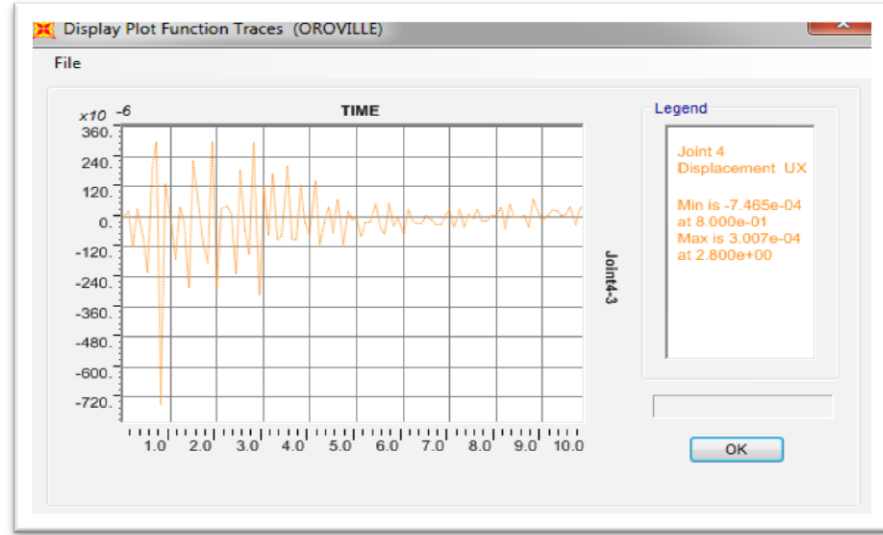 Display Plot Function Traces (OROVILLE)
File
x10 -6
TIME
360.
240.
120.
0.
-120.
-240.
-360.
-480.
-600.
-720.
1.0 2.0 3.0 4.0 5.0 6.0 7.0 8.0 9.0 10.0
Joint4-3
Legend
Joint 4
Displacement UX
Min is -7.465e-04
at 8.000e-01
Max is 3.007e-04
at 2.800e+00
OK